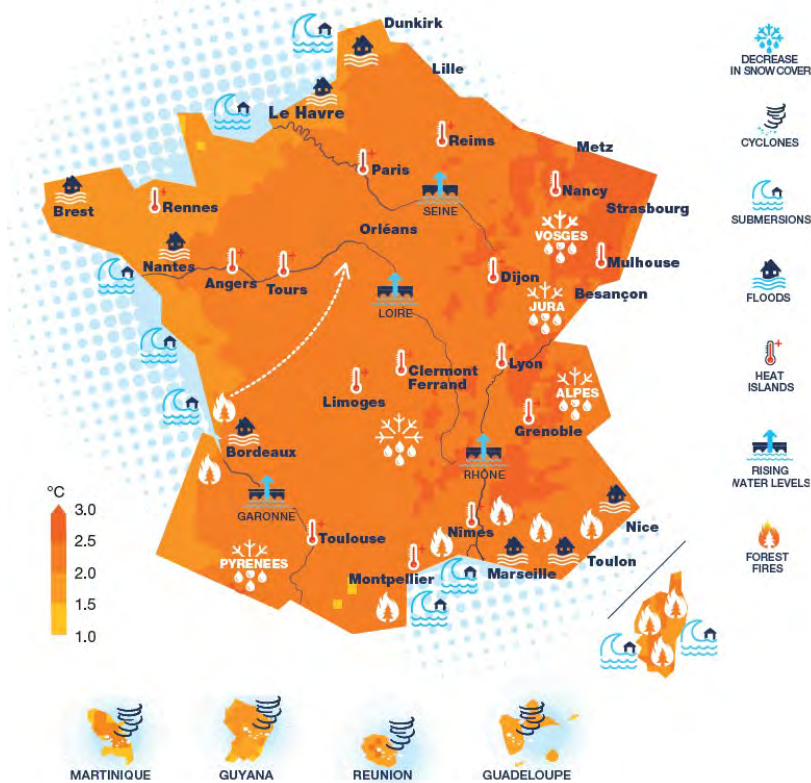 Dunkirk
Lille
Le Havre
Reims
Metz
Paris
Nancy
Brest
Rennes
SEINE
Strasbourg
Orléans
VOSGES
Nantes
Angers
Tours
Dijon
Mulhouse
Besançon
LOIRE
JURA
Lyon
Clermont
Ferrand
Limoges
ALPES
Grenoble
Bordeaux
RHÔNE
GARONNE
Nice
Nimes
Toulouse
Toulon
Marseille
PYRENEES
Montpellier
°C
3.0
2.5
2.0
1.5
1.0
MARTINIQUE
GUYANA
REUNION
GUADELOUPE
DECREASE
IN SNOW COVER
CYCLONES
SUBMERSIONS
FLOODS
HEAT
ISLANDS
RISING
WATER LEVELS
FOREST
FIRES